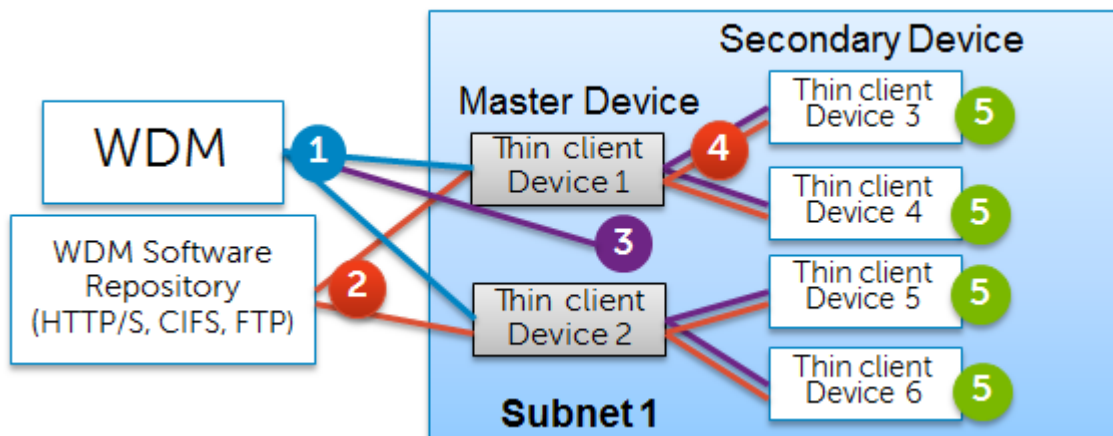 Secondary Device
Master Device
WDM
1
Thin client
Device 1
4
Thin client
Device 3
5
Thin client
Device 4
5
WDM Software
Repository
(HTTP/S, CIFS, FTP)
2
3
Thin client
Device 2
Thin client
Device 5
5
Thin client
Device 6
5
Subnet 1